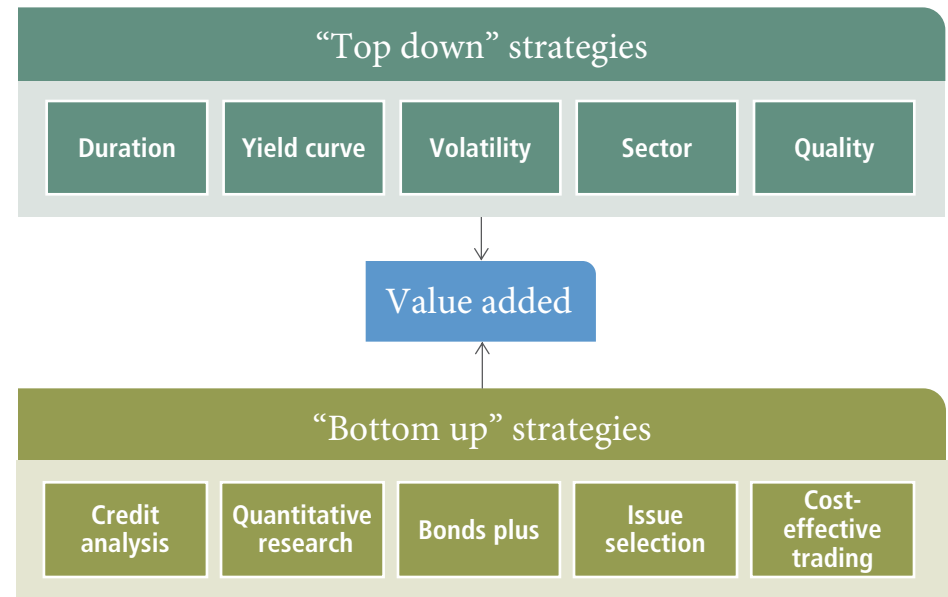 “Top down” strategies
Duration
Yield curve
Volatility
Sector
Quality
Value added
“Bottom up” strategies
Credit
analysis
Quantitative
research
Bonds plus
Issue
selection
Cost-
effective
trading